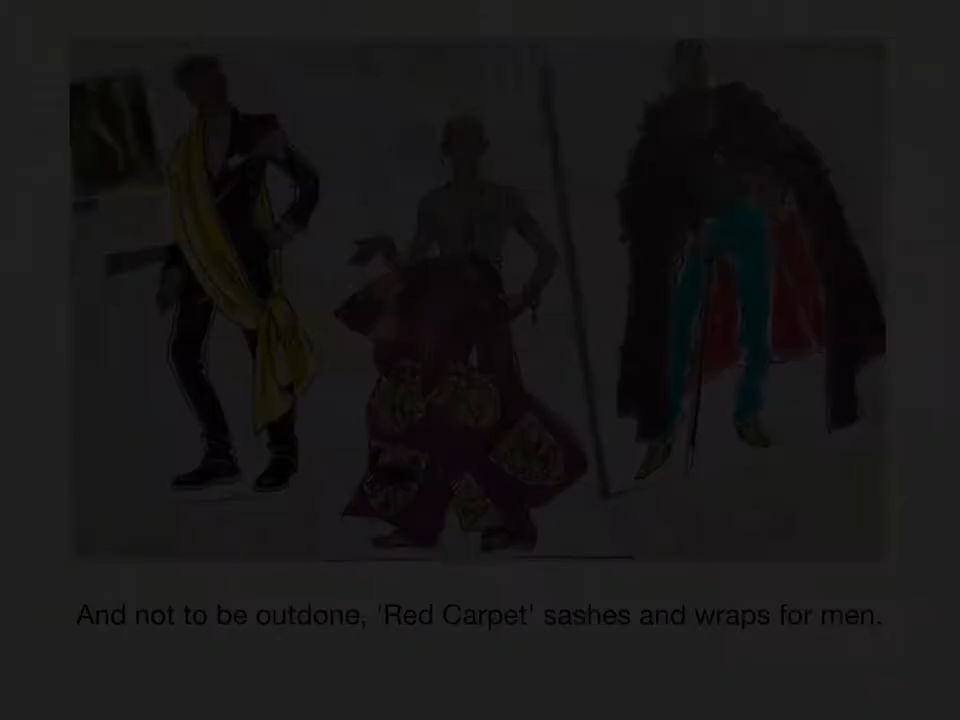 And not to be outdone, 'Red Carpet' sashes and wraps for men.